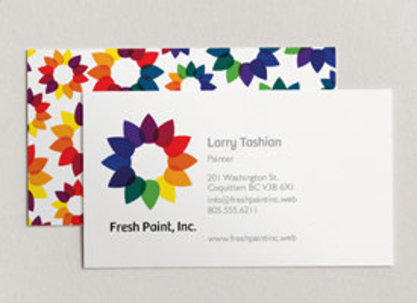 Larry Tashian
Painter
201 Washington St.
Coquitlam BC V3B 6X1
info@freshpaintinc.web
805.555.6211
Fresh Paint, Inc.
www.freshpaintinc.web